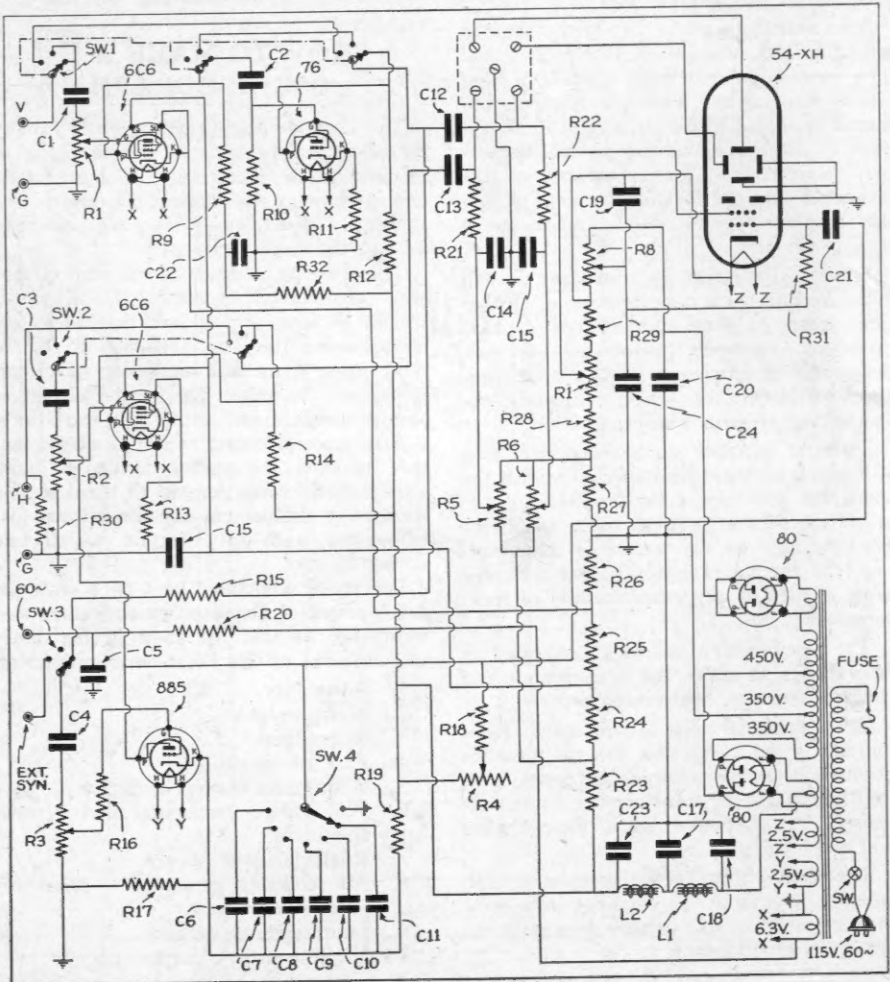 SW.1
6C6
C2
'76
V
C1
G
R1
X X
R9
R10
X X
R11
C22
R12
R32
C12
C13
R21
R22
C14
C15
54-XH
C19
R8
R29
Z Z
C21
R31
C3
SW.2
6C6
X X
R14
H
R2
R30
R13
C15
G
R1
R28
R6
R5
R27
C20
C24
60~
R15
R20
SW.3
C5
C4
885
EXT.
SYN.
Y Y
R3
R16
R17
SW.4
R19
R18
R4
C6
C7
C8
C9
C10
C11
R26
R25
R24
R23
C23
C17
L2
L1
C18
80
450V.
350V.
350V.
FUSE
80
Z
2.5V.
Z
Y
2.5V.
Y
X
6.3V.
X
SW.
115V. 60~